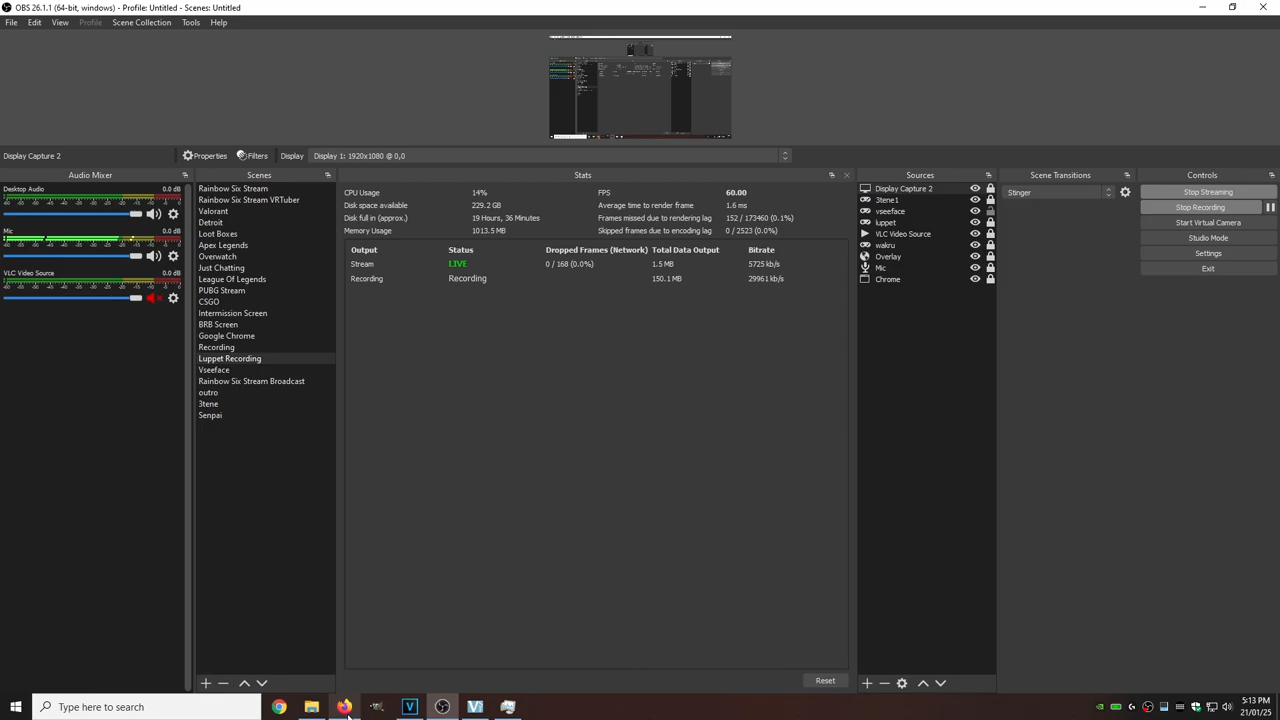 OBS 26.1.1 (64-bit, windows) - Profile: Untitled - Scenes: Untitled
File Edit View Profile Scene Collection Tools Help
Display Capture 2 Properties Filters Display Display 1: 1920x1080 @ 0,0
Audio Mixer
Desktop Audio 0.0 dB
Mic 0.0 dB
VLC Video Source 0.0 dB
Scenes
Rainbow Six Stream
Rainbow Six Stream VRTuber
Valorant
Detroit
Loot Boxes
Apex Legends
Overwatch
Just Chatting
League Of Legends
PUBG Stream
CSGO
Intermission Screen
BRB Screen
Google Chrome
Recording
Luppet Recording
Vseeface
Rainbow Six Stream Broadcast
outro
3tene
Senpai
Stats
CPU Usage 14% FPS 60.00
Disk space available 229.2 GB Average time to render frame 1.6 ms
Disk full in (approx.) 19 Hours, 36 Minutes Frames missed due to rendering lag 152 / 173460 (0.1%)
Memory Usage 1013.5 MB Skipped frames due to encoding lag 0 / 2523 (0.0%)
Output Status Dropped Frames (Network) Total Data Output Bitrate
Stream LIVE 0 / 168 (0.0%) 1.5 MB 5725 kb/s
Recording Recording 150.1 MB 29961 kb/s
Reset
Sources
Display Capture 2
3tene1
vseeface
luppet
VLC Video Source
wakru
Overlay
Mic
Chrome
Scene Transitions
Stinger
Controls
Stop Streaming
Stop Recording
Start Virtual Camera
Studio Mode
Settings
Exit
Type here to search
5:13 PM
21/01/25